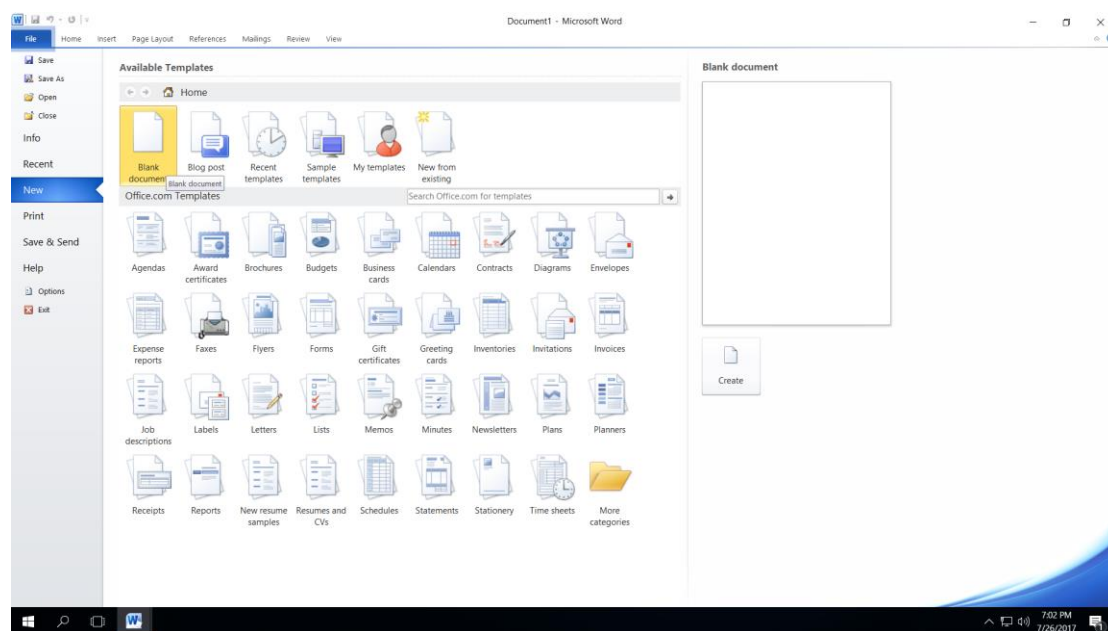 Document1 - Microsoft Word
File Home Insert Page Layout References Mailings Review View
Save
Save As
Open
Close
Info
Recent
New
Print
Save & Send
Help
Options
Exit
Available Templates
Home
Blank document
Blog post
Recent templates
Sample templates
My templates
New from existing
Blank document
Office.com Templates
Search Office.com for templates
Agendas
Award certificates
Brochures
Budgets
Business cards
Calendars
Contracts
Diagrams
Envelopes
Expense reports
Faxes
Flyers
Forms
Gift certificates
Greeting cards
Inventories
Invitations
Invoices
Job descriptions
Labels
Letters
Lists
Memos
Minutes
Newsletters
Plans
Planners
Receipts
Reports
New resume samples
Resumes and CVs
Schedules
Statements
Stationery
Time sheets
More categories
Blank document
Create
7:02 PM
7/26/2017